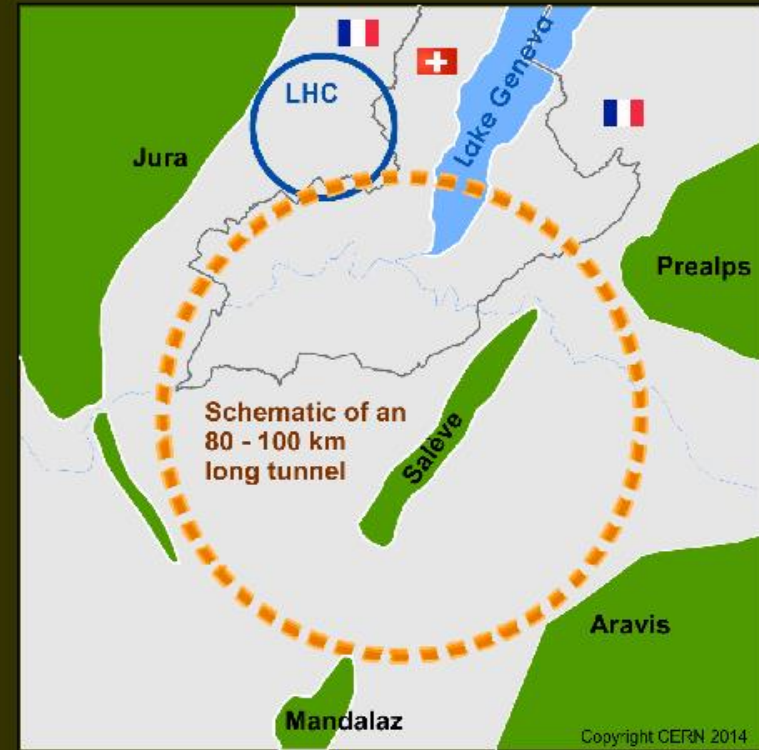 LHC
Lake Geneva
Jura
Prealps
Schematic of an
80 - 100 km
long tunnel
Salève
Aravis
Mandalaz
Copyright CERN 2014